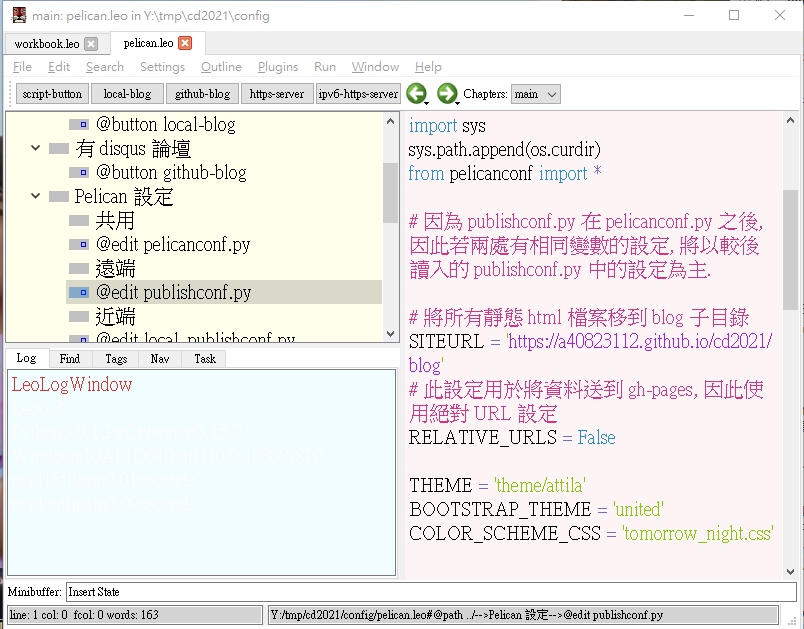 main: pelican.leo in Y:\tmp\cd2021\config
workbook.leo
pelican.leo
File Edit Search Settings Outline Plugins Run Window Help
script-button local-blog github-blog https-server ipv6-https-server Chapters: main
@button local-blog
有 disqus 論壇
@button github-blog
Pelican 設定
共用
@edit pelicanconf.py
遠端
@edit publishconf.py
近端
@edit local_publishconf.py
Log Find Tags Nav Task
LeoLogWindow
import sys
sys.path.append(os.curdir)
from pelicanconf import *
# 因為 publishconf.py 在 pelicanconf.py 之後,
因此若兩處有相同變數的設定, 將以較後
讀入的 publishconf.py 中的設定為主.
# 將所有靜態 html 檔案移到 blog 子目錄
SITEURL = 'https://a40823112.github.io/cd2021/
blog'
# 此設定用於將資料送到 gh-pages, 因此使
用絕對 URL 設定
RELATIVE_URLS = False
THEME = 'theme/attila'
BOOTSTRAP_THEME = 'united'
COLOR_SCHEME_CSS = 'tomorrow_night.css'
Minibuffer: Insert State
line: 1 col: 0 fcol: 0 words: 163
Y:/tmp/cd2021/config/pelican.leo#@path ../-->Pelican 設定-->@edit publishconf.py